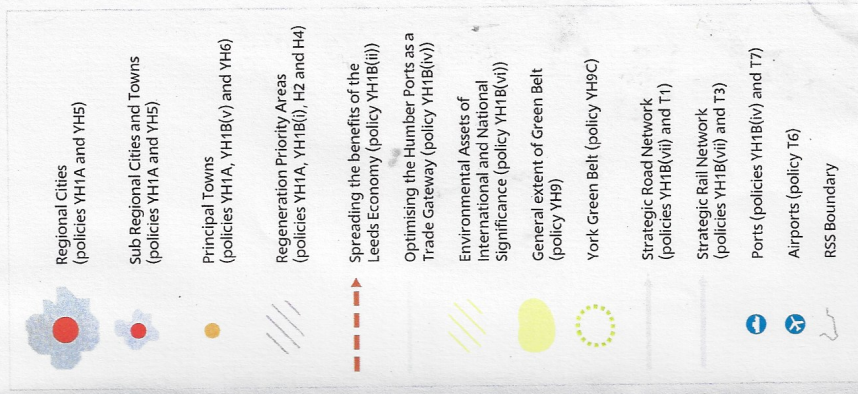 Regional Cities
(policies YH1A and YH5)
Sub Regional Cities and Towns
(policies YH1A and YH5)
Principal Towns
(policies YH1A, YH1B(v) and YH6)
Regeneration Priority Areas
(policies YH1A, YH1B(i), H2 and H4)
Spreading the benefits of the
Leeds Economy (policy YH1B(ii))
Optimising the Humber Ports as a
Trade Gateway (policy YH1B(iv))
Environmental Assets of
International and National
Significance (policy YH1B(vi))
General extent of Green Belt
(policy YH9)
York Green Belt (policy YH9C)
Strategic Road Network
(policies YH1B(vii) and T1)
Strategic Rail Network
(policies YH1B(vii) and T3)
Ports (policies YH1B(iv) and T7)
Airports (policy T6)
RSS Boundary